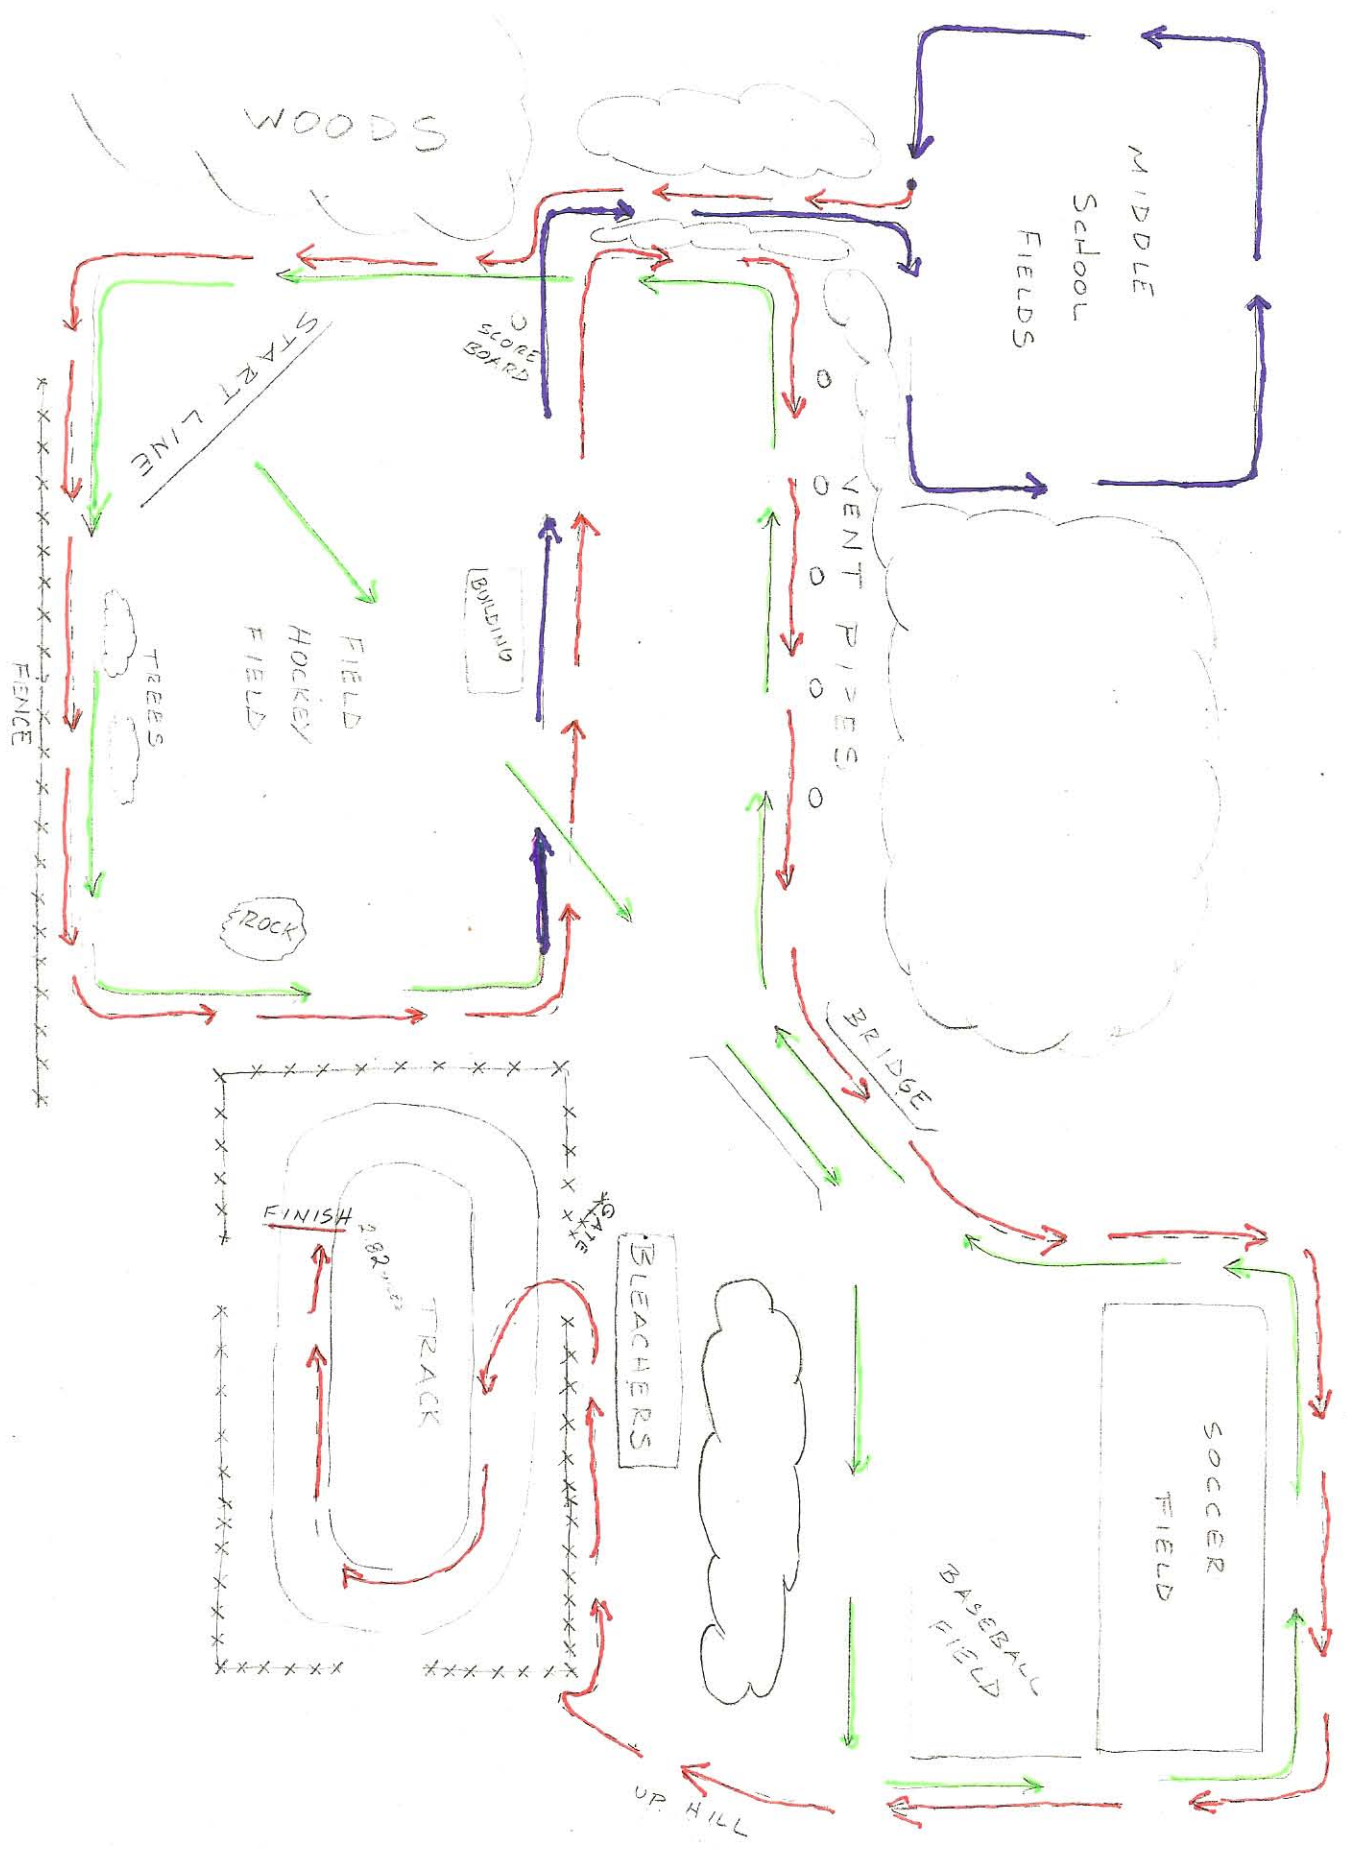 WOODS
MIDDLE
SCHOOL
FIELDS
START LINE
SCORE
BOARD
VENT PIPES
BUILDING
FIELD
HOCKEY
FIELD
TREES
FENCE
ROCK
BRIDGE
GATE
FINISH
TRACK
BLEACHERS
SOCCER
FIELD
BASEBALL
FIELD
UP HILL